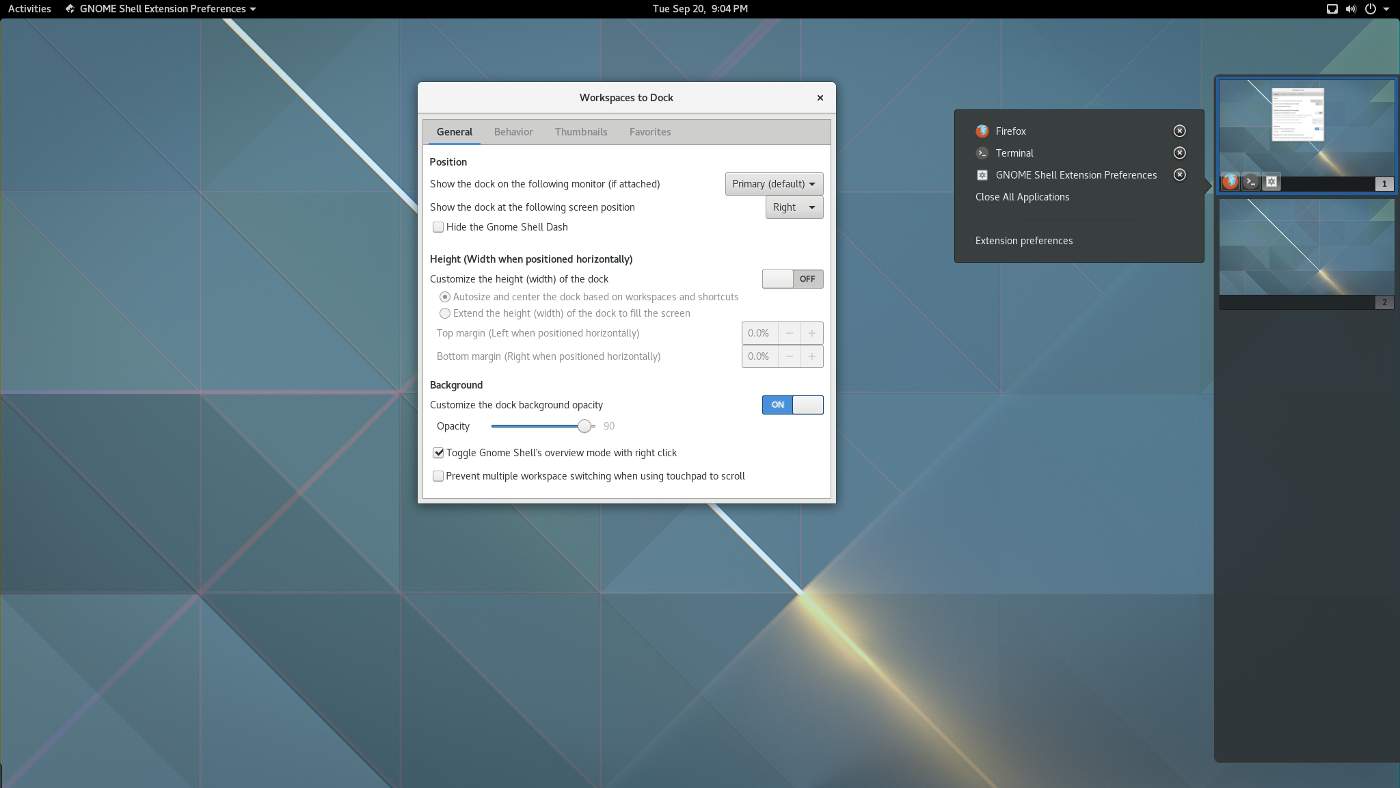 Activities GNOME Shell Extension Preferences Tue Sep 20, 9:04 PM
Workspaces to Dock
General Behavior Thumbnails Favorites
Position
Show the dock on the following monitor (if attached) Primary (default)
Show the dock at the following screen position Right
Hide the Gnome Shell Dash
Height (Width when positioned horizontally)
Customize the height (width) of the dock OFF
Autosize and center the dock based on workspaces and shortcuts
Extend the height (width) of the dock to fill the screen
Top margin (Left when positioned horizontally) 0.0%
Bottom margin (Right when positioned horizontally) 0.0%
Background
Customize the dock background opacity ON
Opacity 90
Toggle Gnome Shell's overview mode with right click
Prevent multiple workspace switching when using touchpad to scroll
Firefox
Terminal
GNOME Shell Extension Preferences
Close All Applications
Extension preferences
1
2